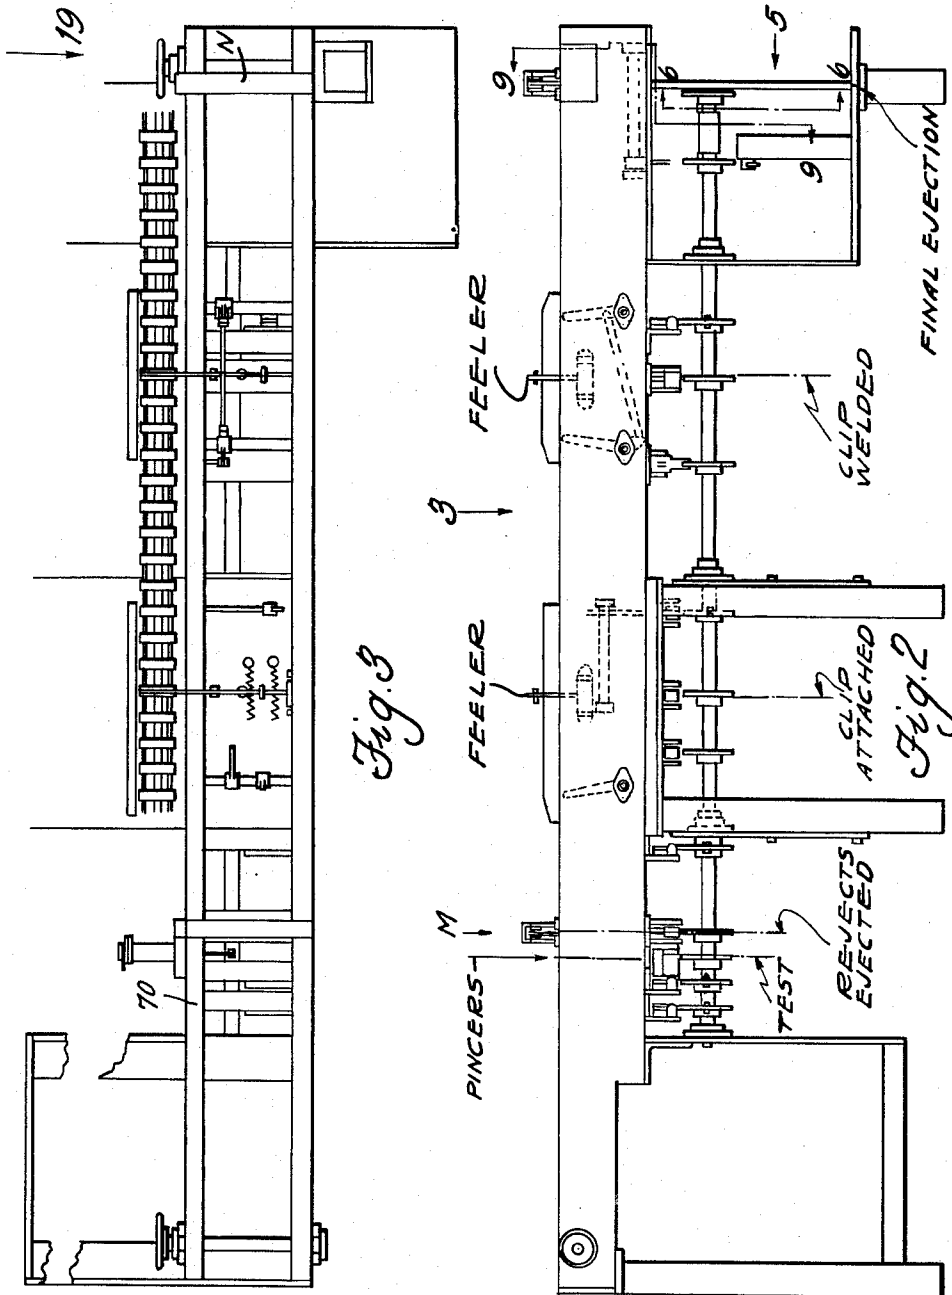 19
N
70
Fig. 3
FEELER
FEELER
3
M
PINCERS
9
6
6
5
9
FINAL EJECTION
CLIP
WELDED
CLIP
ATTACHED
REJECTS
EJECTED
TEST
Fig. 2